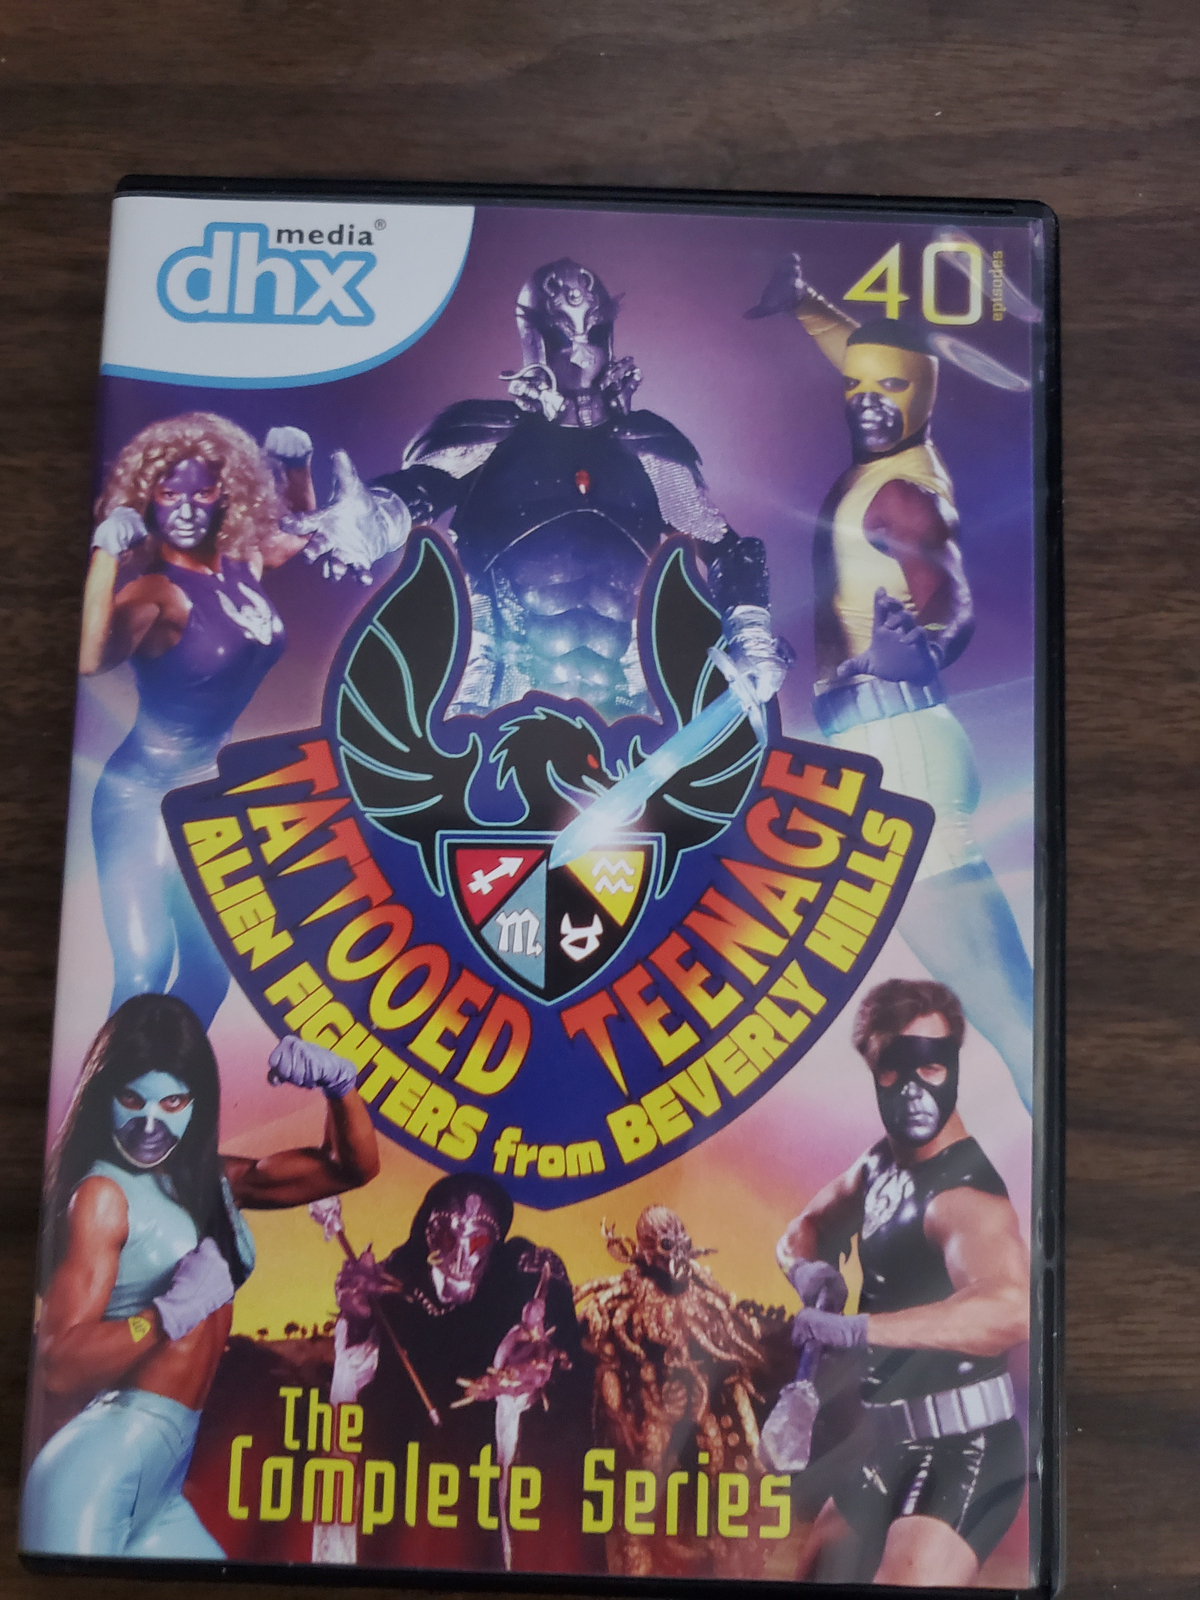 media®
dhx
40
episodes
TATTOOED TEENAGE
ALIEN FIGHTERS from BEVERLY HILLS
The
Complete Series